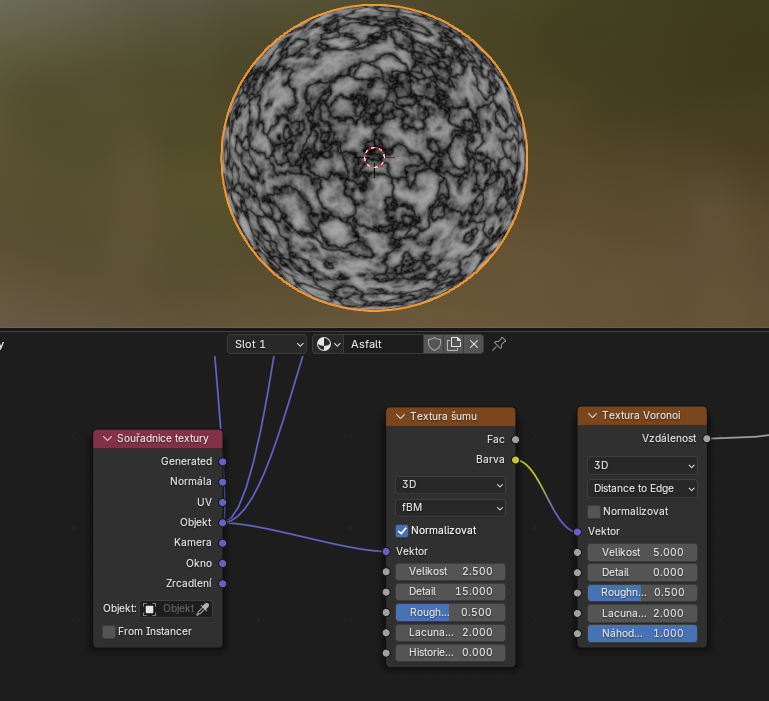 y
Slot 1
Asfalt
Souřadnice textury
Generated
Normála
UV
Objekt
Kamera
Okno
Zrcadlení
Objekt: Objekt
From Instancer
Textura šumu
Fac
Barva
3D
fBM
Normalizovat
Vektor
Velikost 2.500
Detail 15.000
Rough... 0.500
Lacuna... 2.000
Historie... 0.000
Textura Voronoi
Vzdálenost
3D
Distance to Edge
Normalizovat
Vektor
Velikost 5.000
Detail 0.000
Roughn... 0.500
Lacuna... 2.000
Náhod... 1.000